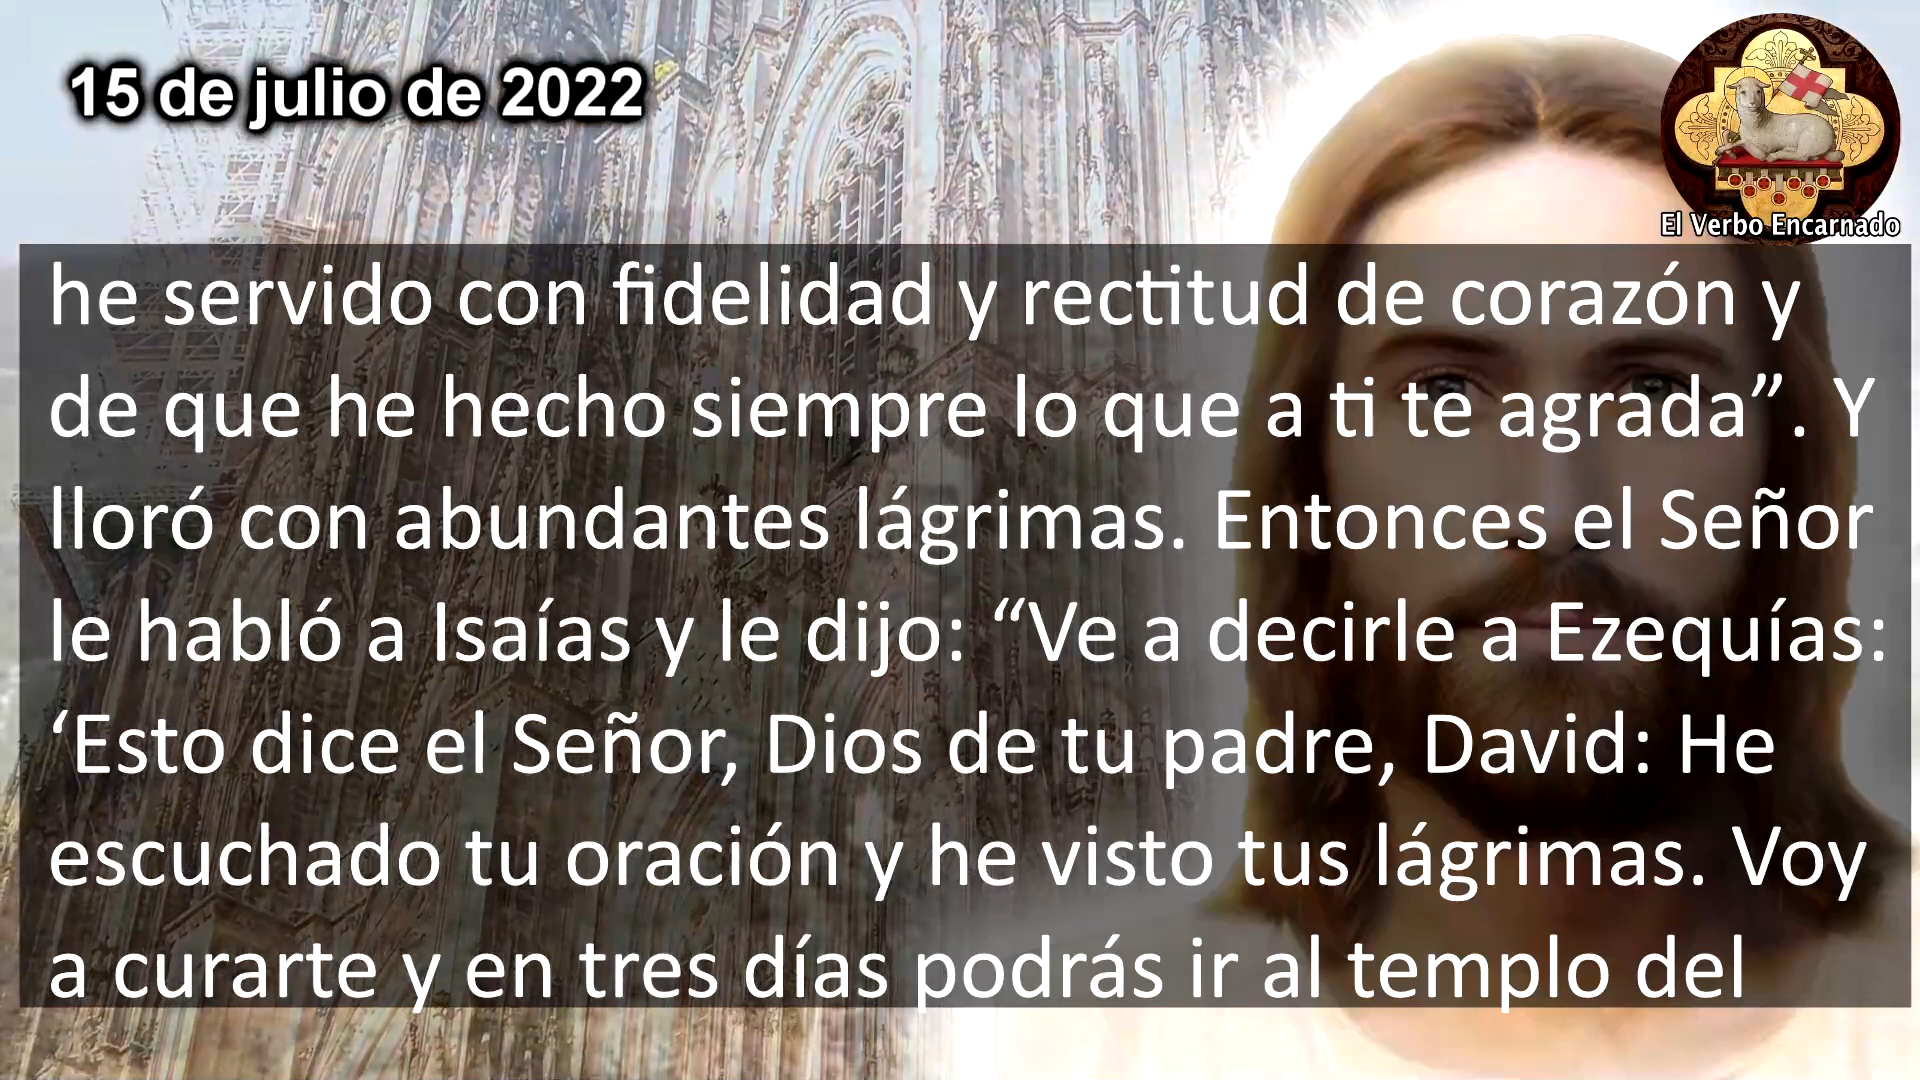 15 de julio de 2022
El Verbo Encarnado
he servido con fidelidad y rectitud de corazón y
de que he hecho siempre lo que a ti te agrada”. Y
lloró con abundantes lágrimas. Entonces el Señor
le habló a Isaías y le dijo: “Ve a decirle a Ezequías:
‘Esto dice el Señor, Dios de tu padre, David: He
escuchado tu oración y he visto tus lágrimas. Voy
a curarte y en tres días podrás ir al templo del